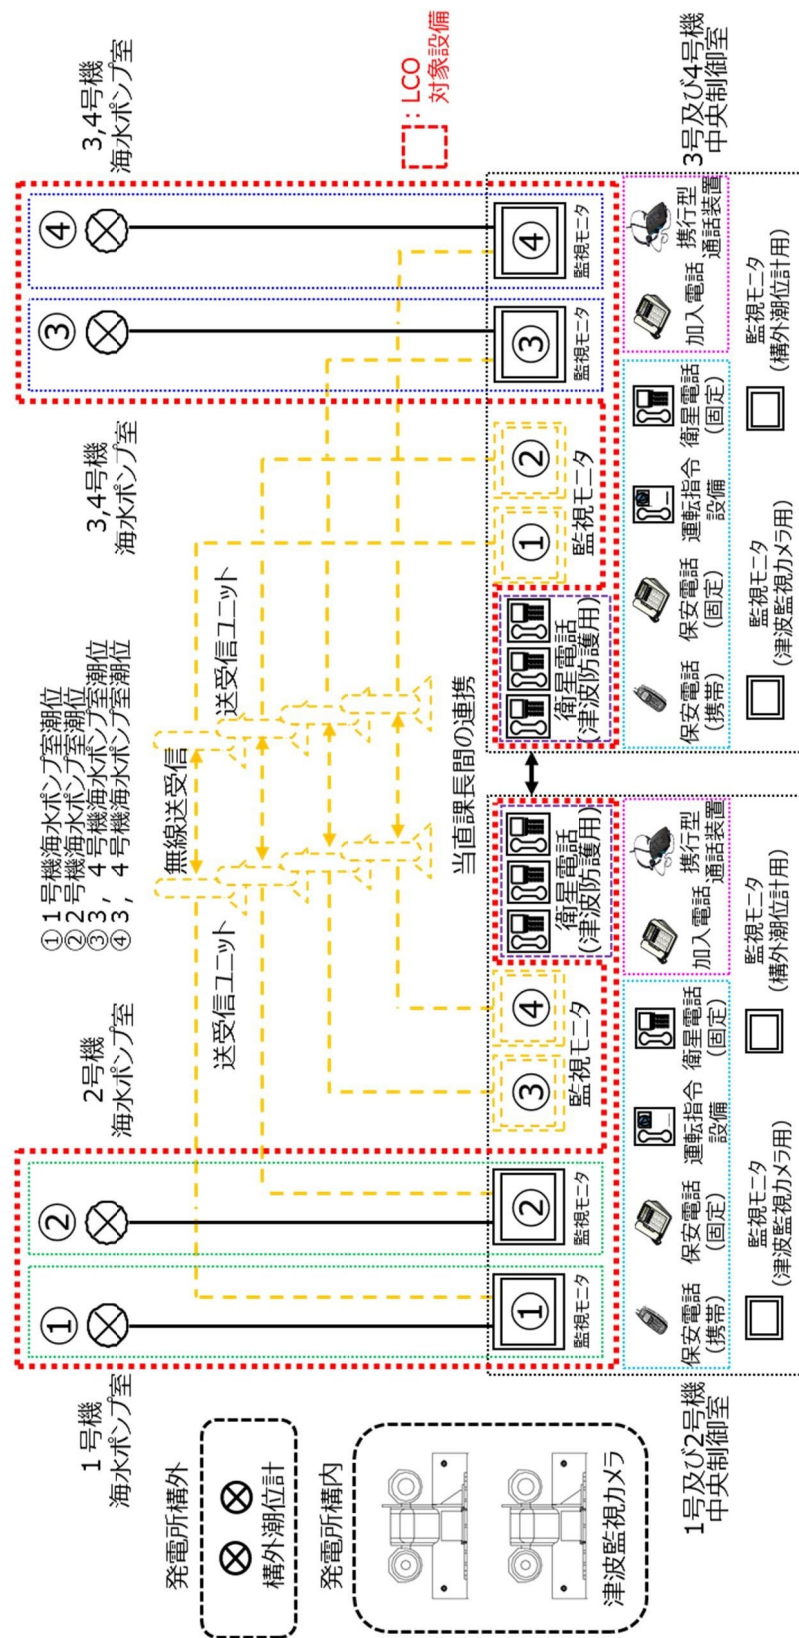 ①１号機海水ポンプ室潮位
②２号機海水ポンプ室潮位
③３，４号機海水ポンプ室潮位
④３，４号機海水ポンプ室潮位
1号機
海水ポンプ室
2号機
海水ポンプ室
3,4号機
海水ポンプ室
3,4号機
海水ポンプ室
：LCO
対象設備
発電所構外
構外潮位計
発電所構内
津波監視カメラ
①
②
③
④
送受信ユニット
無線送受信
送受信ユニット
当直課長間の連携
①
監視モニタ
②
監視モニタ
③
④
監視モニタ
衛星電話
(津波防護用)
衛星電話
(津波防護用)
①
②
監視モニタ
③
監視モニタ
④
監視モニタ
1号及び2号機
中央制御室
保安電話
(携帯)
保安電話
(固定)
運転指令
設備
衛星電話
(固定)
加入電話
携行型
通話装置
監視モニタ
(津波監視カメラ用)
監視モニタ
(構外潮位計用)
3号及び4号機
中央制御室
保安電話
(携帯)
保安電話
(固定)
運転指令
設備
衛星電話
(固定)
加入電話
携行型
通話装置
監視モニタ
(津波監視カメラ用)
監視モニタ
(構外潮位計用)